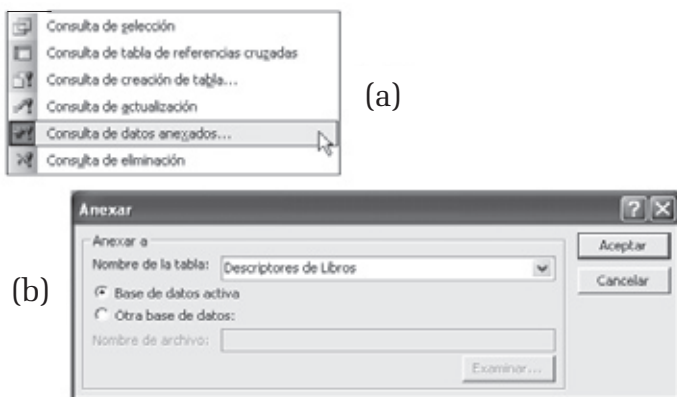 Consulta de selección
Consulta de tabla de referencias cruzadas
Consulta de creación de tabla...
Consulta de actualización
Consulta de datos anexados...
Consulta de eliminación
(a)
Anexar
Anexar a
Nombre de la tabla: Descriptores de Libros
Base de datos activa
Otra base de datos:
Nombre de archivo:
Examinar...
Aceptar
Cancelar
(b)